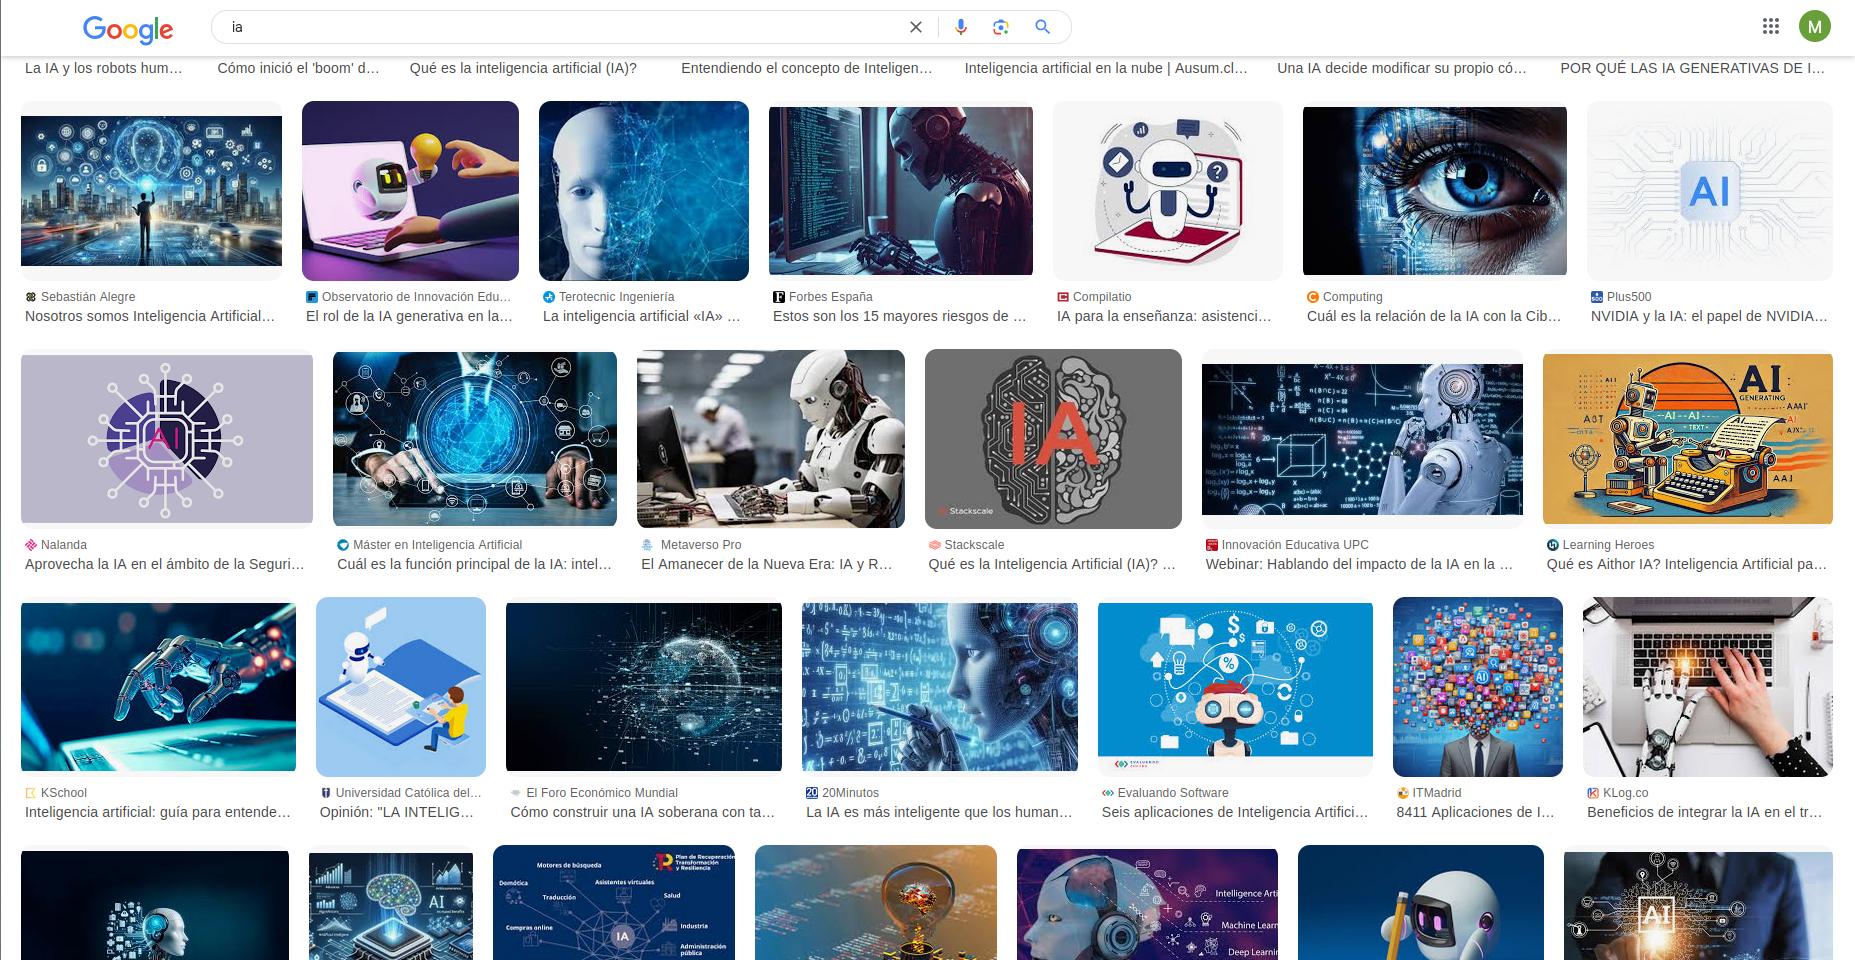 Google
ia
M
La IA y los robots hum…
Cómo inició el 'boom' d…
Qué es la inteligencia artificial (IA)?
Entendiendo el concepto de Inteligen…
Inteligencia artificial en la nube | Ausum.cl…
Una IA decide modificar su propio có…
POR QUÉ LAS IA GENERATIVAS DE I…
AI
Sebastián Alegre
Nosotros somos Inteligencia Artificial…
Observatorio de Innovación Edu…
El rol de la IA generativa en la…
Terotecnic Ingeniería
La inteligencia artificial «IA» …
Forbes España
Estos son los 15 mayores riesgos de …
Compilatio
IA para la enseñanza: asistenci…
Computing
Cuál es la relación de la IA con la Cib…
Plus500
NVIDIA y la IA: el papel de NVIDIA…
AI
IA
Stackscale
AI
GENERATING
AI - AI
TEXT
Nalanda
Aprovecha la IA en el ámbito de la Seguri…
Máster en Inteligencia Artificial
Cuál es la función principal de la IA: intel…
Metaverso Pro
El Amanecer de la Nueva Era: IA y R…
Stackscale
Qué es la Inteligencia Artificial (IA)? …
Innovación Educativa UPC
Webinar: Hablando del impacto de la IA en la …
Learning Heroes
Qué es Aithor IA? Inteligencia Artificial pa…
EVALUANDO
AI
KSchool
Inteligencia artificial: guía para entende…
Universidad Católica del…
Opinión: "LA INTELIG…
El Foro Económico Mundial
Cómo construir una IA soberana con ta…
20Minutos
La IA es más inteligente que los human…
Evaluando Software
Seis aplicaciones de Inteligencia Artifici…
ITMadrid
8411 Aplicaciones de I…
KLog.co
Beneficios de integrar la IA en el tr…
AI
Motores de búsqueda
Plan de Recuperación,
Transformación
y Resiliencia
Domótica
Asistentes virtuales
Traducción
Salud
Compras online
IA
Industria
Administración
pública
Intelligence Arti
Machine Learn
Deep Learnin
AI